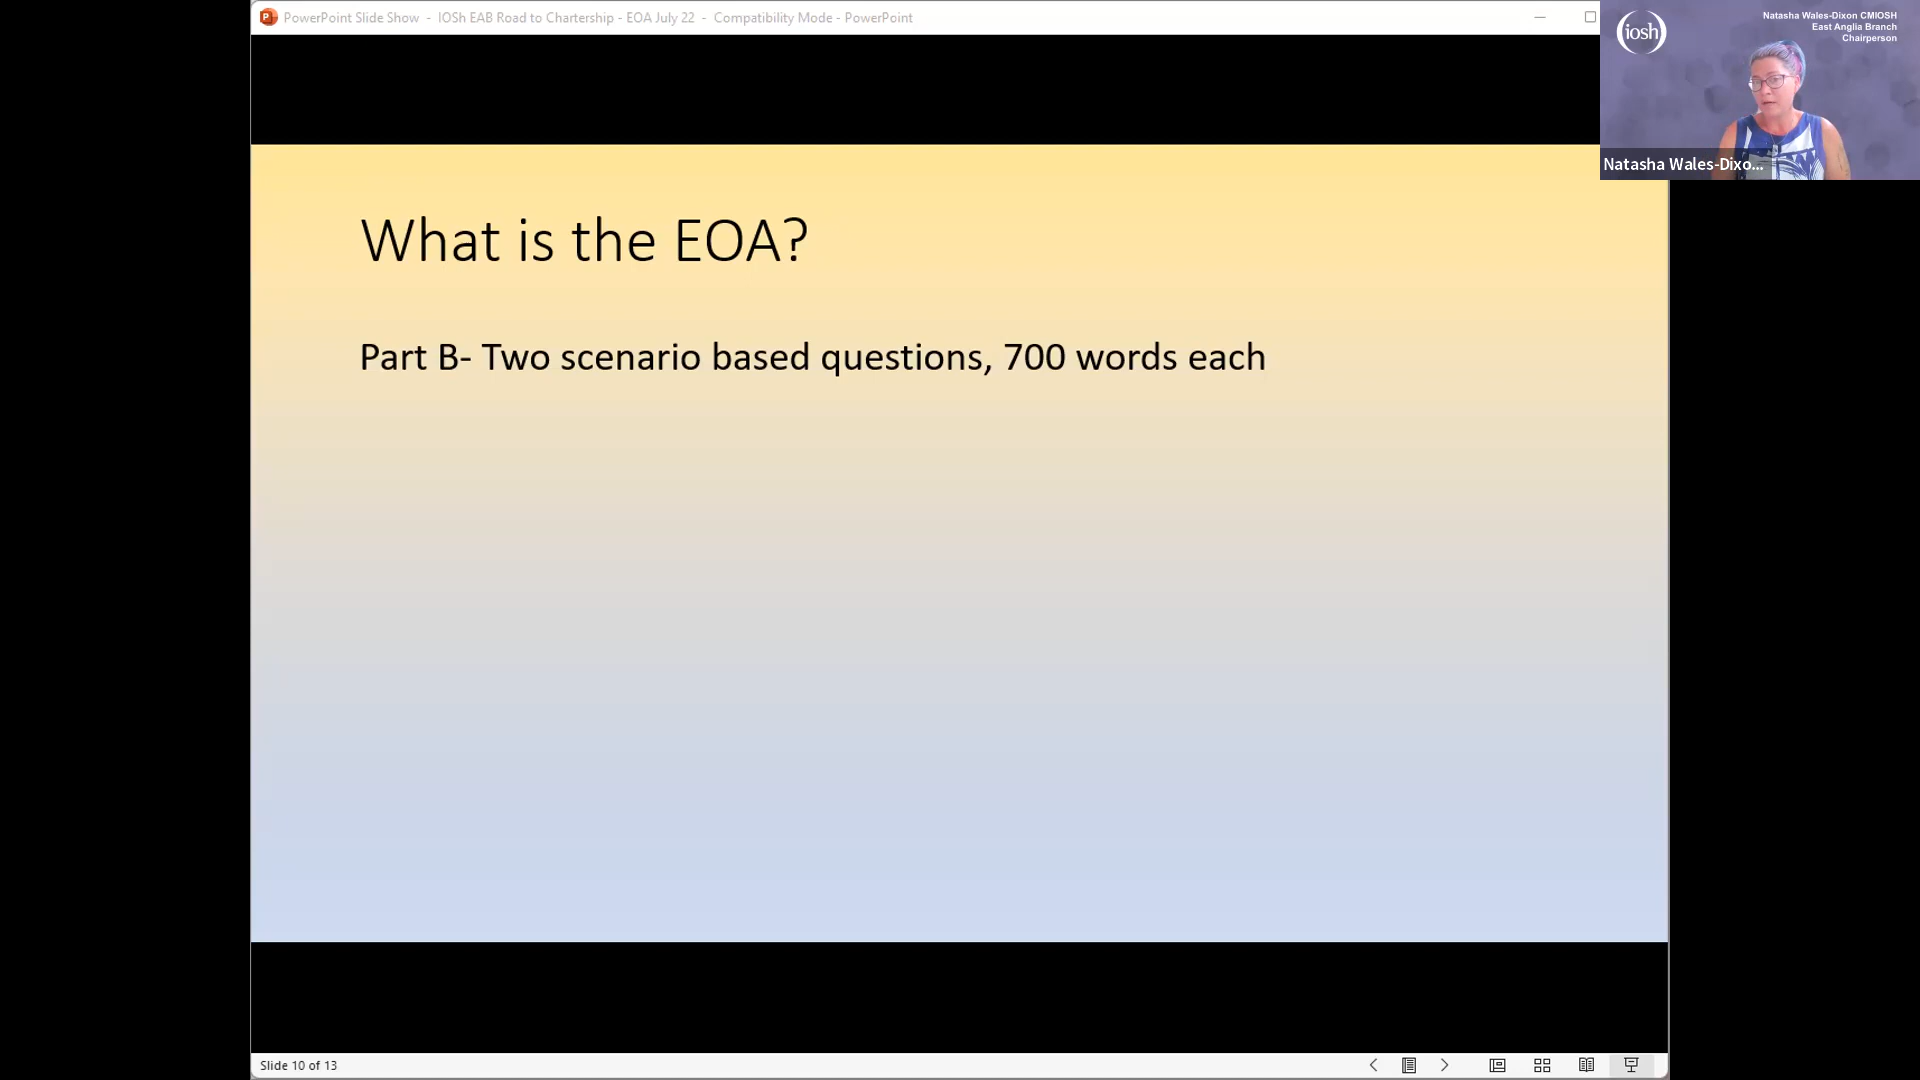 PowerPoint Slide Show - IOSh EAB Road to Chartership - EOA July 22 - Compatibility Mode - PowerPoint
iosh
Natasha Wales-Dixon CMIOSH
East Anglia Branch
Chairperson
Natasha Wales-Dixo...
What is the EOA?
Part B- Two scenario based questions, 700 words each
Slide 10 of 13